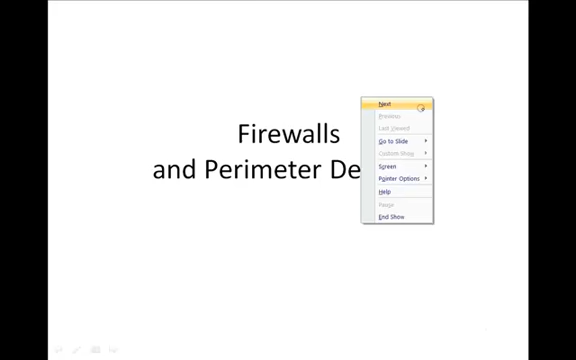 Firewalls
and Perimeter De
Next
Previous
Last Viewed
Go to Slide
Custom Show
Screen
Pointer Options
Help
Pause
End Show